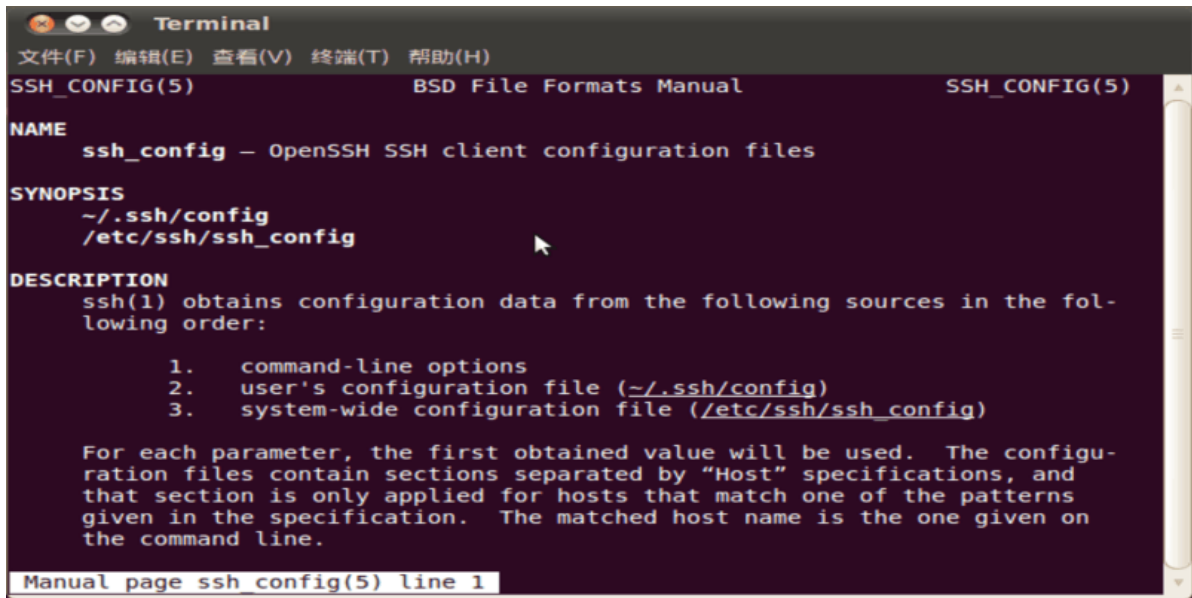 Terminal
文件(F) 编辑(E) 查看(V) 终端(T) 帮助(H)
SSH_CONFIG(5) BSD File Formats Manual SSH_CONFIG(5)
NAME
ssh_config — OpenSSH SSH client configuration files
SYNOPSIS
~/.ssh/config
/etc/ssh/ssh_config
DESCRIPTION
ssh(1) obtains configuration data from the following sources in the fol-
lowing order:
1. command-line options
2. user's configuration file (~/.ssh/config)
3. system-wide configuration file (/etc/ssh/ssh_config)
For each parameter, the first obtained value will be used. The configu-
ration files contain sections separated by “Host” specifications, and
that section is only applied for hosts that match one of the patterns
given in the specification. The matched host name is the one given on
the command line.
Manual page ssh_config(5) line 1